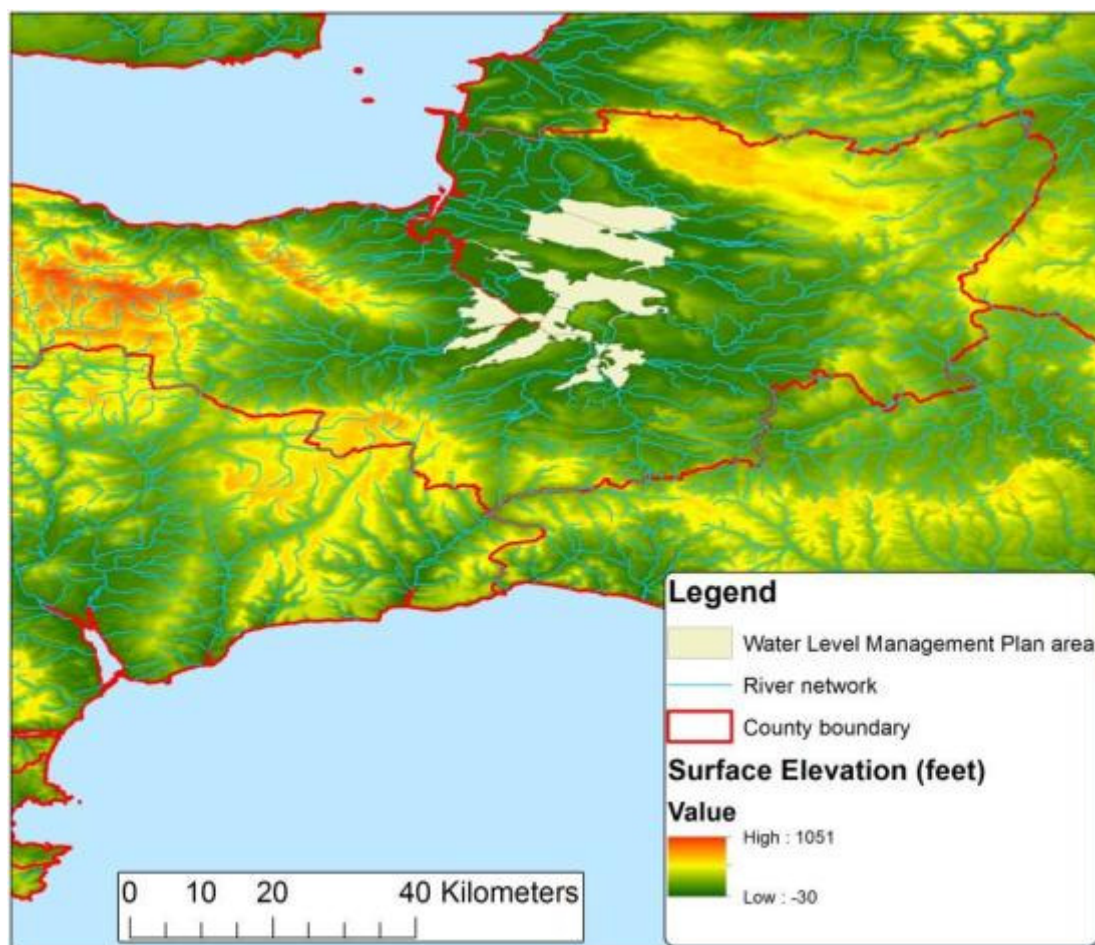 Legend
Water Level Management Plan area
River network
County boundary
Surface Elevation (feet)
Value
High : 1051
Low : -30
0 10 20 40 Kilometers